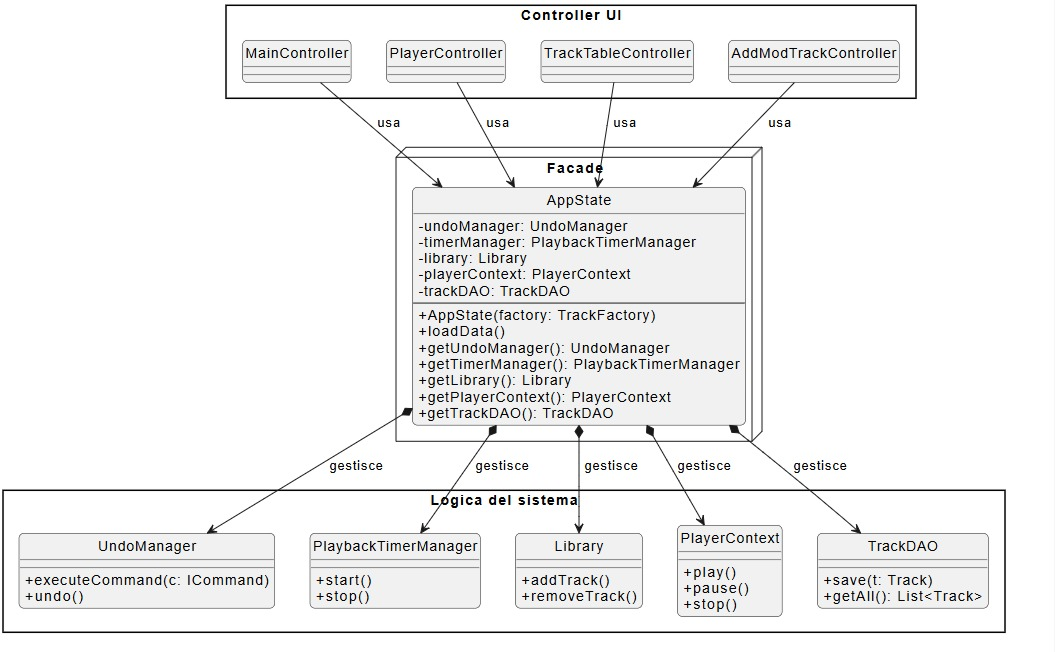 Controller UI
MainController
PlayerController
TrackTableController
AddModTrackController
usa
usa
usa
usa
Facade
AppState
-undoManager: UndoManager
-timerManager: PlaybackTimerManager
-library: Library
-playerContext: PlayerContext
-trackDAO: TrackDAO
+AppState(factory: TrackFactory)
+loadData()
+getUndoManager(): UndoManager
+getTimerManager(): PlaybackTimerManager
+getLibrary(): Library
+getPlayerContext(): PlayerContext
+getTrackDAO(): TrackDAO
gestisce
gestisce
gestisce
gestisce
gestisce
Logica del sistema
UndoManager
+executeCommand(c: ICommand)
+undo()
PlaybackTimerManager
+start()
+stop()
Library
+addTrack()
+removeTrack()
PlayerContext
+play()
+pause()
+stop()
TrackDAO
+save(t: Track)
+getAll(): List<Track>